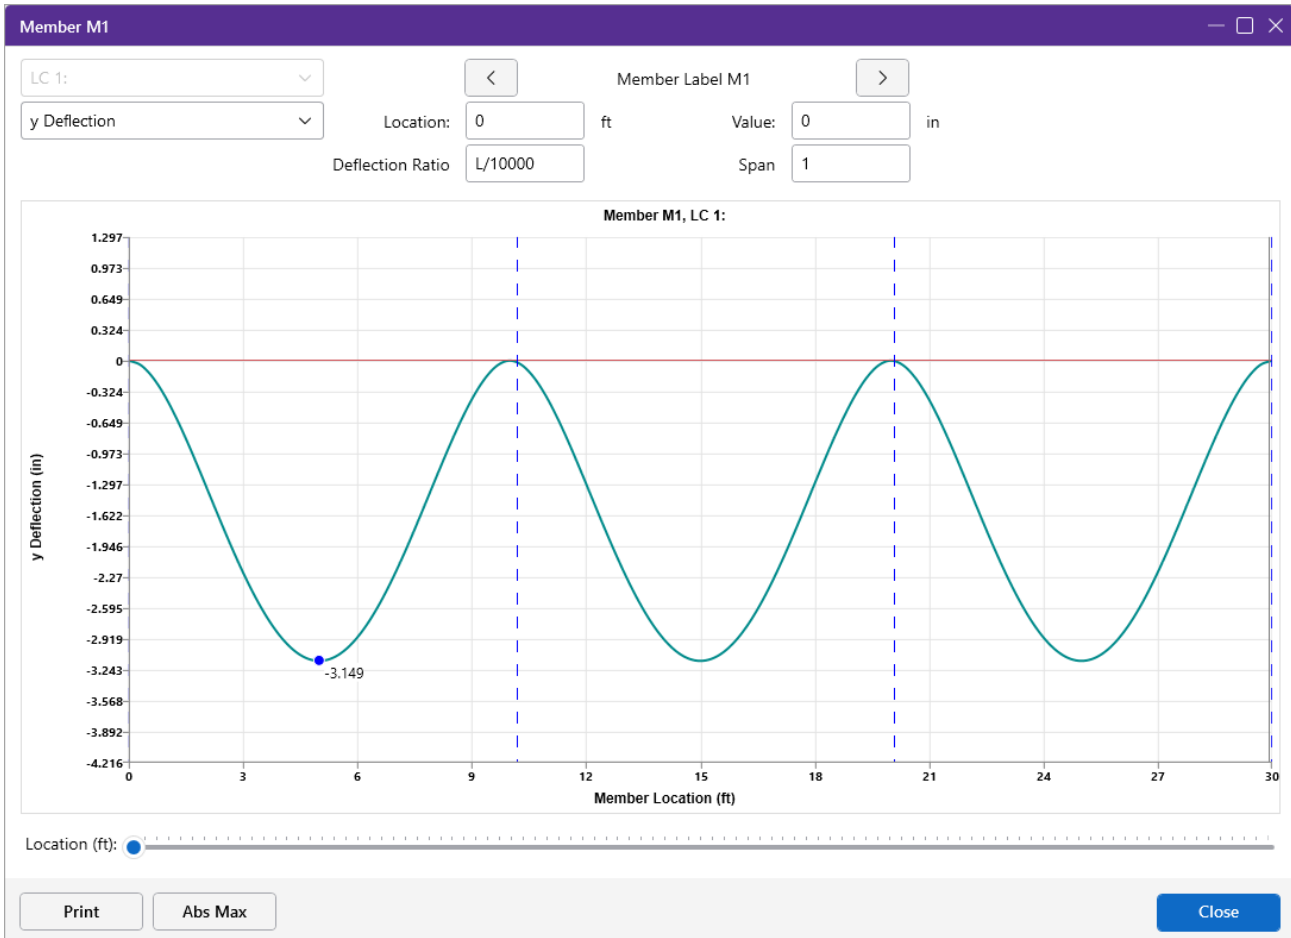 Member M1
LC 1:
Member Label M1
y Deflection
Location: 0 ft Value: 0 in
Deflection Ratio L/10000 Span 1
Member M1, LC 1:
1.297
0.973
0.649
0.324
0
-0.324
-0.649
-0.973
-1.297
-1.622
-1.946
-2.27
-2.595
-2.919
-3.243
-3.568
-3.892
-4.216
y Deflection (in)
-3.149
0 3 6 9 12 15 18 21 24 27 30
Member Location (ft)
Location (ft):
Print Abs Max Close